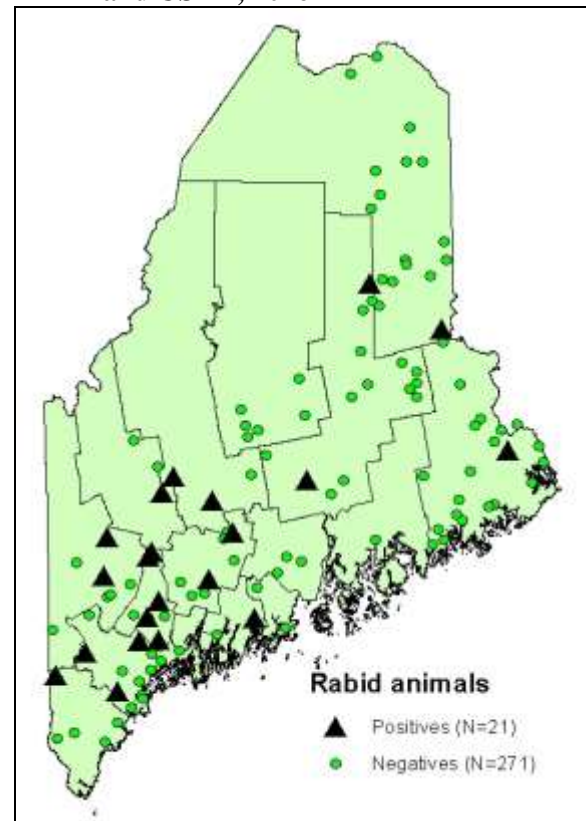 Rabid animals
Positives (N=21)
Negatives (N=271)